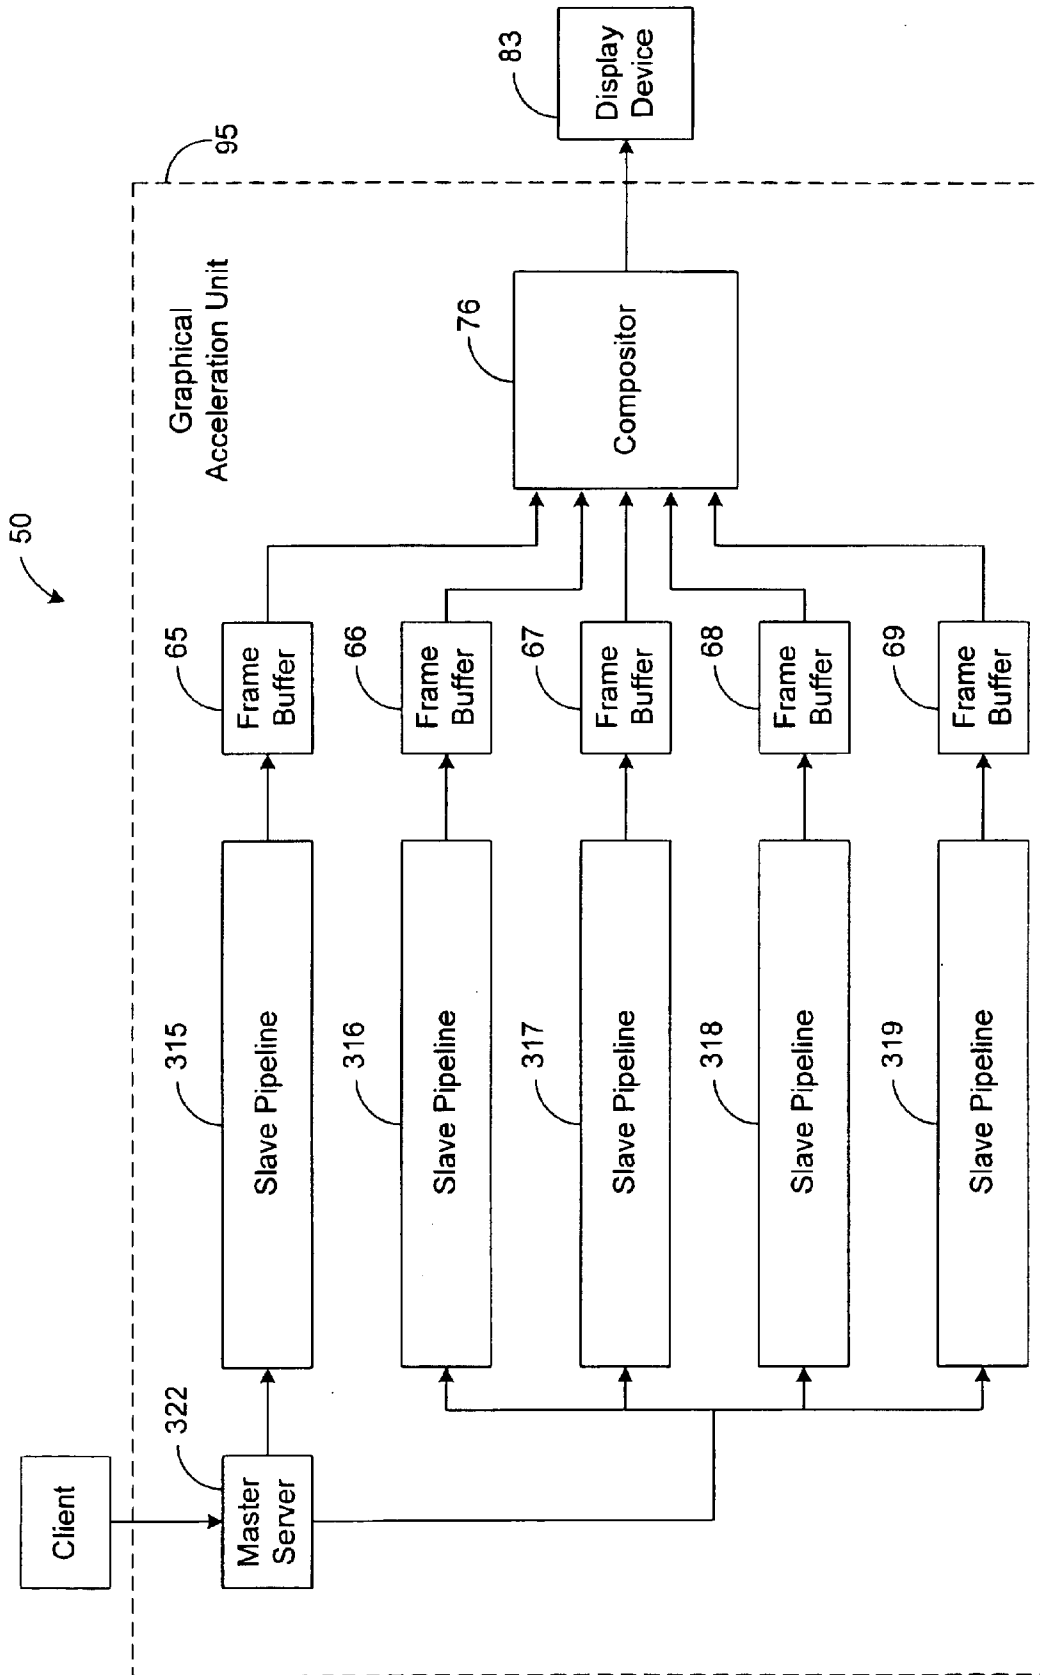 50
95
Graphical
Acceleration Unit
Client
322
Master
Server
315
Slave Pipeline
65
Frame
Buffer
316
Slave Pipeline
66
Frame
Buffer
317
Slave Pipeline
67
Frame
Buffer
318
Slave Pipeline
68
Frame
Buffer
319
Slave Pipeline
69
Frame
Buffer
76
Compositor
83
Display
Device